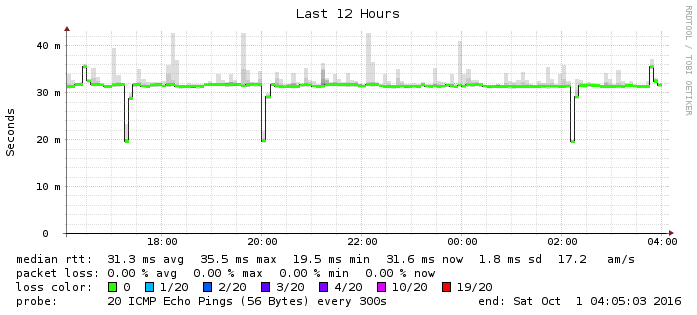 Last 12 Hours
RRDTOOL / TOBI OETIKER
Seconds
40 m
30 m
20 m
10 m
0
18:00 20:00 22:00 00:00 02:00 04:00
median rtt: 31.3 ms avg 35.5 ms max 19.5 ms min 31.6 ms now 1.8 ms sd 17.2 am/s
packet loss: 0.00 % avg 0.00 % max 0.00 % min 0.00 % now
loss color: 0 1/20 2/20 3/20 4/20 10/20 19/20
probe: 20 ICMP Echo Pings (56 Bytes) every 300s end: Sat Oct 1 04:05:03 2016